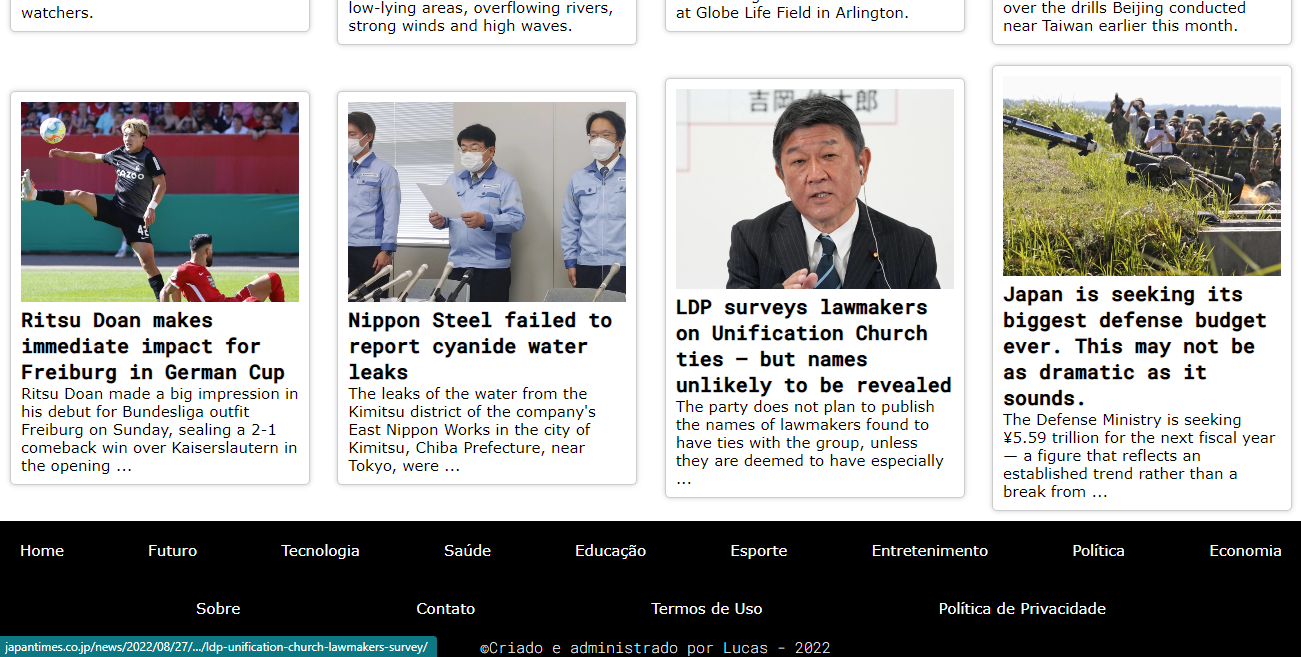 watchers.
low-lying areas, overflowing rivers,
strong winds and high waves.
at Globe Life Field in Arlington.
over the drills Beijing conducted
near Taiwan earlier this month.
cazoo
42
Ritsu Doan makes
immediate impact for
Freiburg in German Cup
Ritsu Doan made a big impression in
his debut for Bundesliga outfit
Freiburg on Sunday, sealing a 2-1
comeback win over Kaiserslautern in
the opening ...
Nippon Steel failed to
report cyanide water
leaks
The leaks of the water from the
Kimitsu district of the company's
East Nippon Works in the city of
Kimitsu, Chiba Prefecture, near
Tokyo, were ...
吉岡
郎
LDP surveys lawmakers
on Unification Church
ties — but names
unlikely to be revealed
The party does not plan to publish
the names of lawmakers found to
have ties with the group, unless
they are deemed to have especially
...
Japan is seeking its
biggest defense budget
ever. This may not be
as dramatic as it
sounds.
The Defense Ministry is seeking
¥5.59 trillion for the next fiscal year
— a figure that reflects an
established trend rather than a
break from ...
Home Futuro Tecnologia Saúde Educação Esporte Entretenimento Política Economia
Sobre Contato Termos de Uso Política de Privacidade
©Criado e administrado por Lucas - 2022
japantimes.co.jp/news/2022/08/27/.../ldp-unification-church-lawmakers-survey/